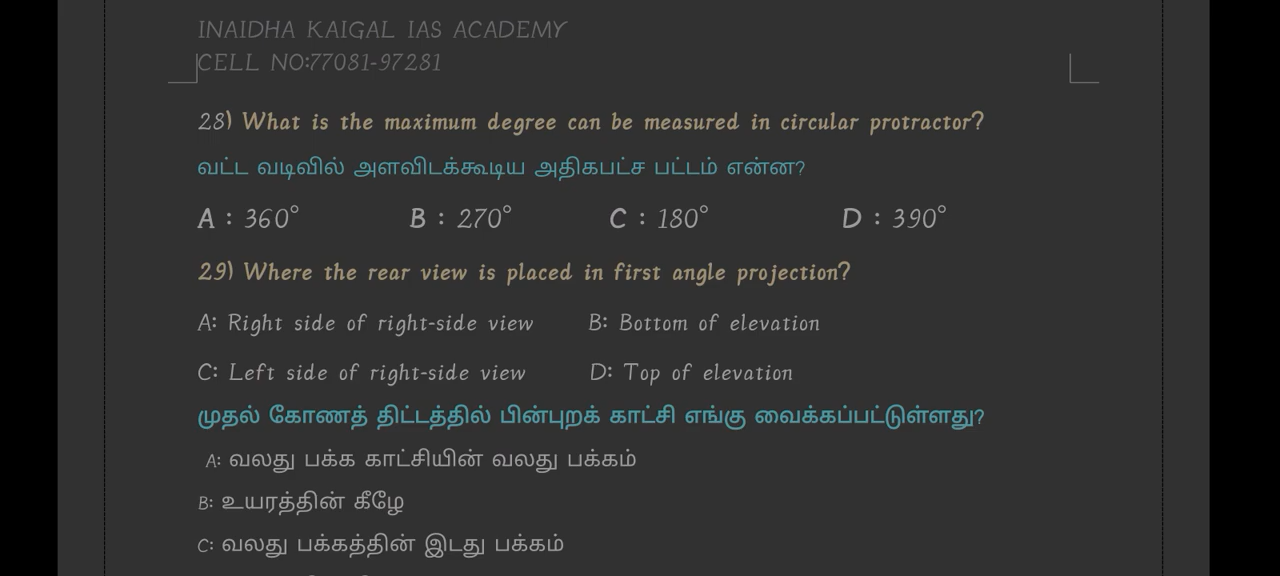 INAIDHA KAIGAL IAS ACADEMY
CELL NO:77081-97281
28) What is the maximum degree can be measured in circular protractor?
வட்ட வடிவில் அளவிடக்கூடிய அதிகபட்ச பட்டம் என்ன?
A : 360° B : 270° C : 180° D : 390°
29) Where the rear view is placed in first angle projection?
A: Right side of right-side view B: Bottom of elevation
C: Left side of right-side view D: Top of elevation
முதல் கோணத் திட்டத்தில் பின்புறக் காட்சி எங்கு வைக்கப்பட்டுள்ளது?
A: வலது பக்க காட்சியின் வலது பக்கம்
B: உயரத்தின் கீழே
C: வலது பக்கத்தின் இடது பக்கம்